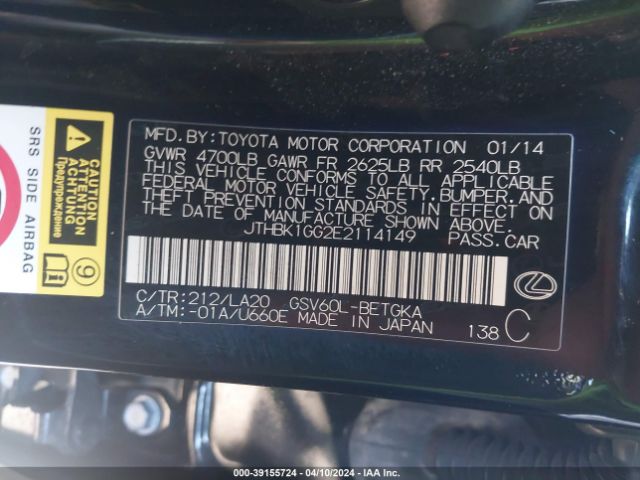 SRS SIDE AIRBAG
Предупреждение
ACHTUNG
ATTENTION
CAUTION
9
MFD.BY:TOYOTA MOTOR CORPORATION 01/14
GVWR 4700LB GAWR FR 2625LB RR 2540LB
THIS VEHICLE CONFORMS TO ALL APPLICABLE
FEDERAL MOTOR VEHICLE SAFETY,BUMPER,AND
THEFT PREVENTION STANDARDS IN EFFECT ON
THE DATE OF MANUFACTURE SHOWN ABOVE.
JTHBK1GG2E2114149 PASS.CAR
C/TR:212/LA20 GSV60L-BETGKA
A/TM:-01A/U660E MADE IN JAPAN
138 C
000-39155724 - 04/10/2024 - IAA Inc.